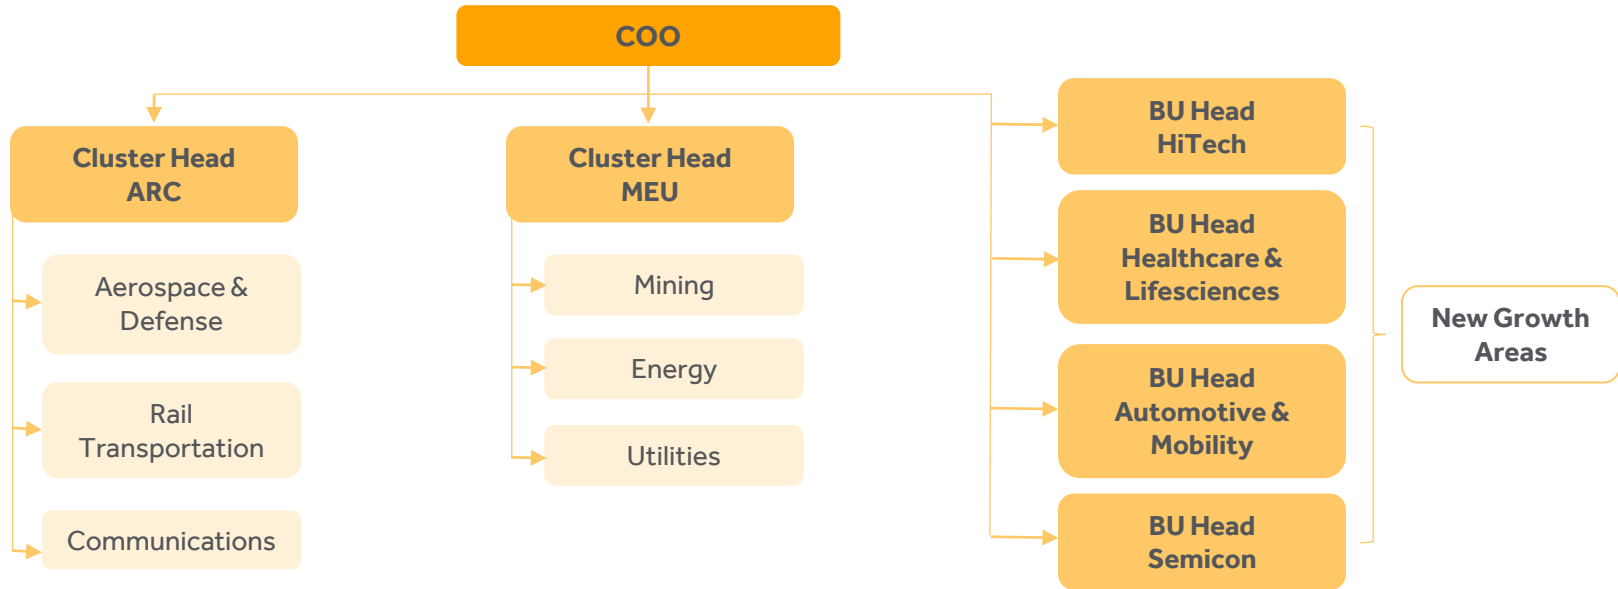 COO
Cluster Head
ARC
Aerospace &
Defense
Rail
Transportation
Communications
Cluster Head
MEU
Mining
Energy
Utilities
BU Head
HiTech
BU Head
Healthcare &
Lifesciences
BU Head
Automotive &
Mobility
BU Head
Semicon
New Growth
Areas